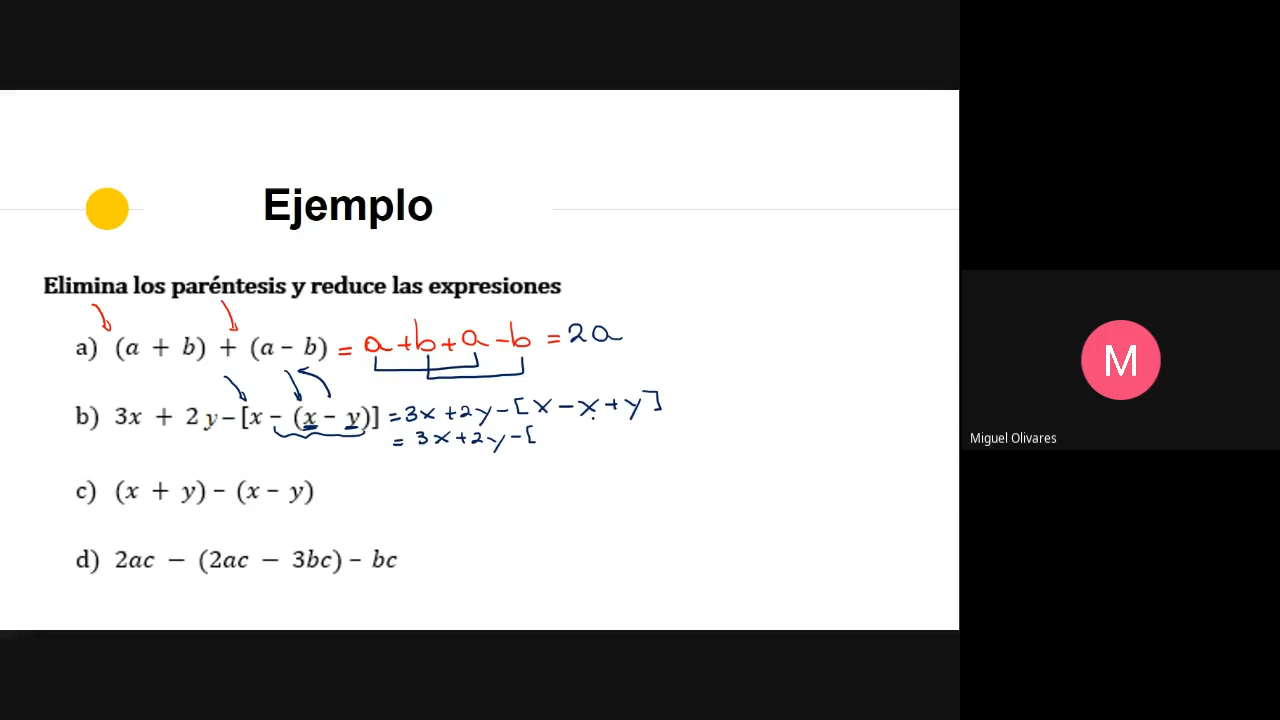 Ejemplo
Elimina los paréntesis y reduce las expresiones
a) (a + b) + (a - b) = a + b + a - b = 2a
b) 3x + 2y - [x - (x - y)] = 3x + 2y - [x - x + y]
= 3x + 2y - [
c) (x + y) - (x - y)
d) 2ac - (2ac - 3bc) - bc
M
Miguel Olivares